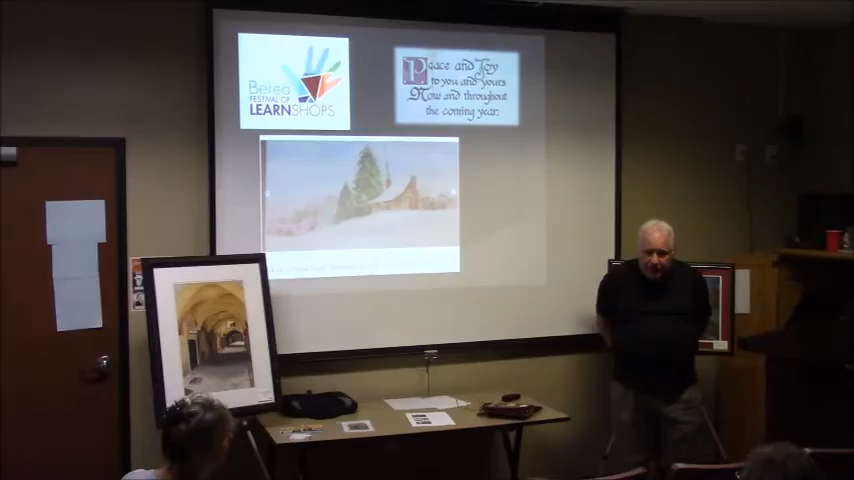 Berea
FESTIVAL OF
LEARNSHOPS
Peace and Joy
to you and yours
Now and throughout
the coming year.